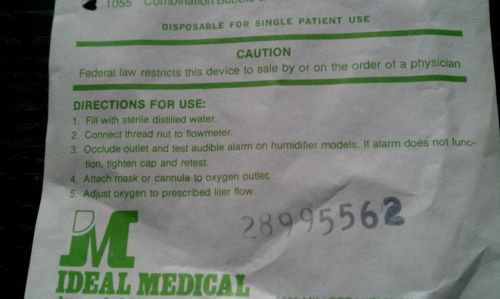 1055 Combination Bubble
DISPOSABLE FOR SINGLE PATIENT USE
CAUTION
Federal law restricts this device to sale by or on the order of a physician
DIRECTIONS FOR USE:
1. Fill with sterile distilled water.
2. Connect thread nut to flowmeter.
3. Occlude outlet and test audible alarm on humidifier models. If alarm does not func-
tion, tighten cap and retest.
4. Attach mask or cannula to oxygen outlet.
5. Adjust oxygen to prescribed liter flow.
28995562
IDEAL MEDICAL